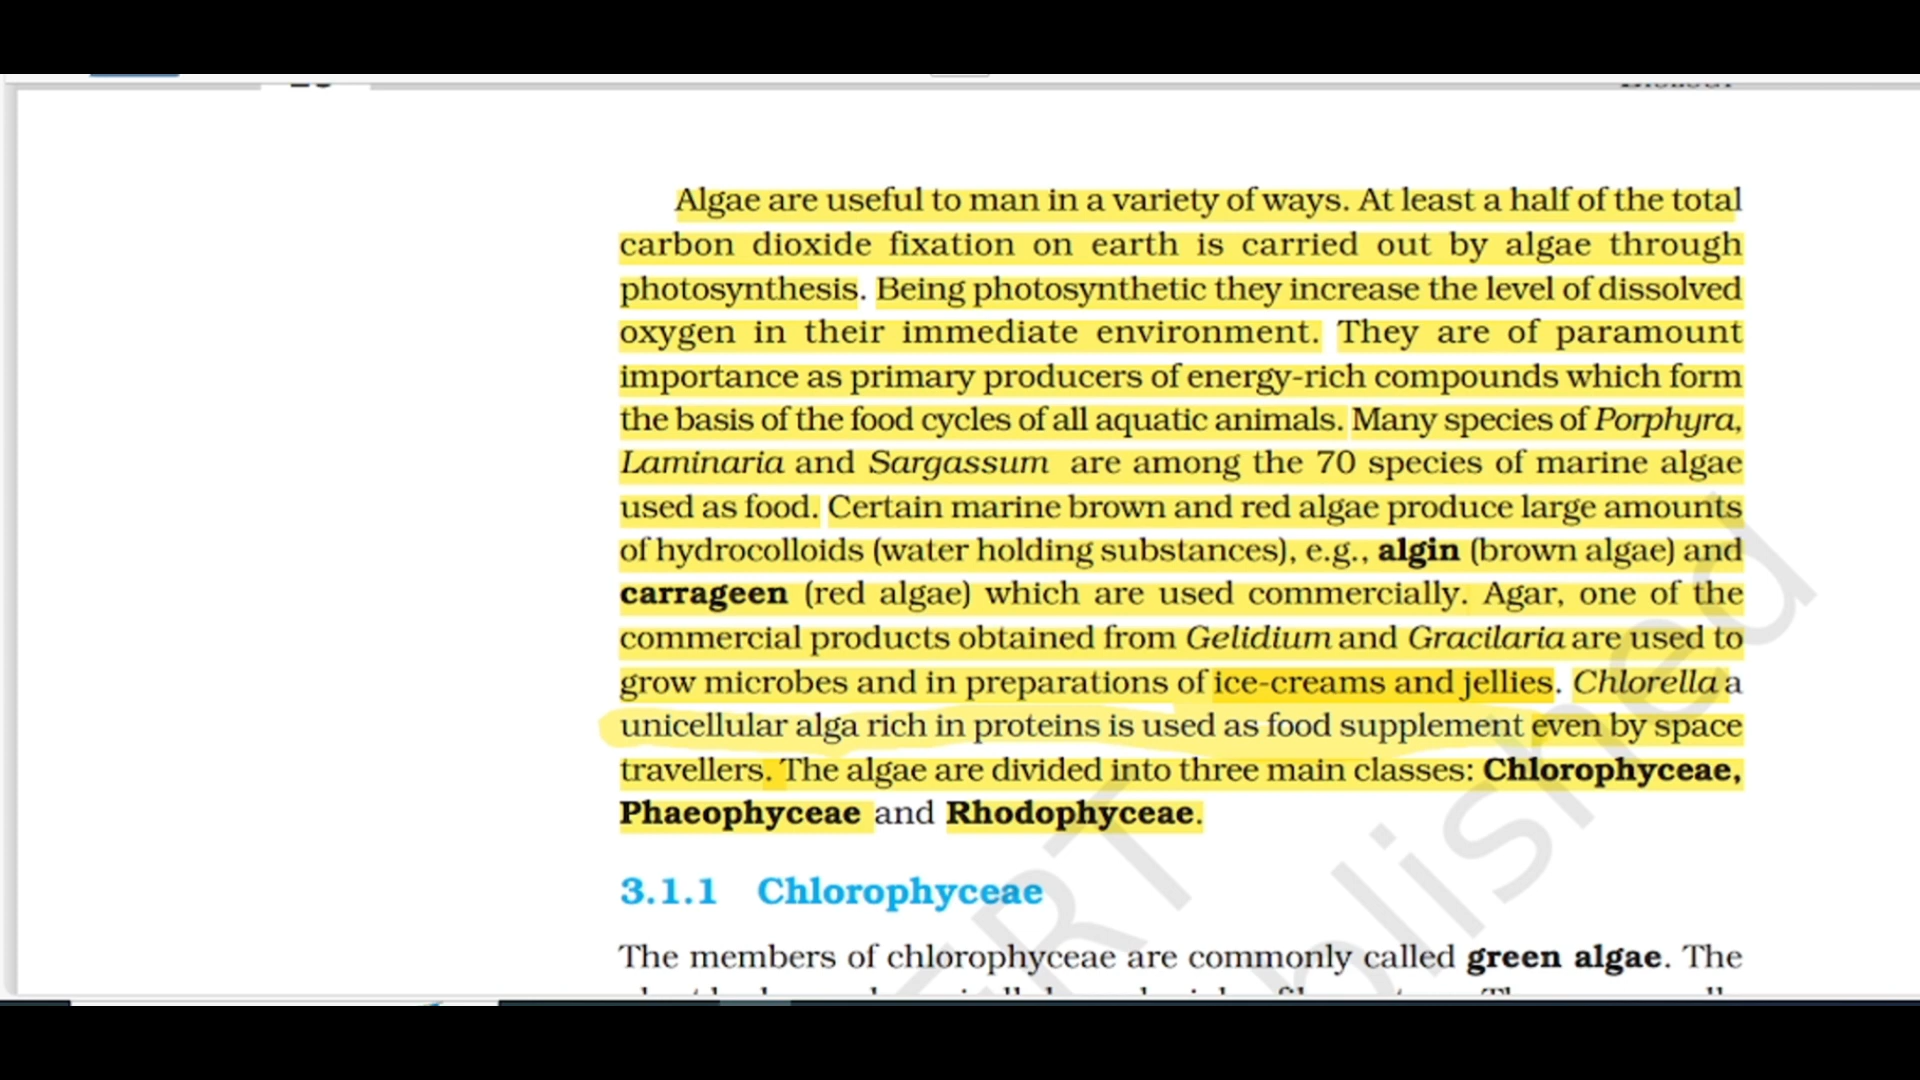 Algae are useful to man in a variety of ways. At least a half of the total
carbon dioxide fixation on earth is carried out by algae through
photosynthesis. Being photosynthetic they increase the level of dissolved
oxygen in their immediate environment. They are of paramount
importance as primary producers of energy-rich compounds which form
the basis of the food cycles of all aquatic animals. Many species of Porphyra,
Laminaria and Sargassum are among the 70 species of marine algae
used as food. Certain marine brown and red algae produce large amounts
of hydrocolloids (water holding substances), e.g., algin (brown algae) and
carrageen (red algae) which are used commercially. Agar, one of the
commercial products obtained from Gelidium and Gracilaria are used to
grow microbes and in preparations of ice-creams and jellies. Chlorella a
unicellular alga rich in proteins is used as food supplement even by space
travellers. The algae are divided into three main classes: Chlorophyceae,
Phaeophyceae and Rhodophyceae.
3.1.1 Chlorophyceae
The members of chlorophyceae are commonly called green algae. The